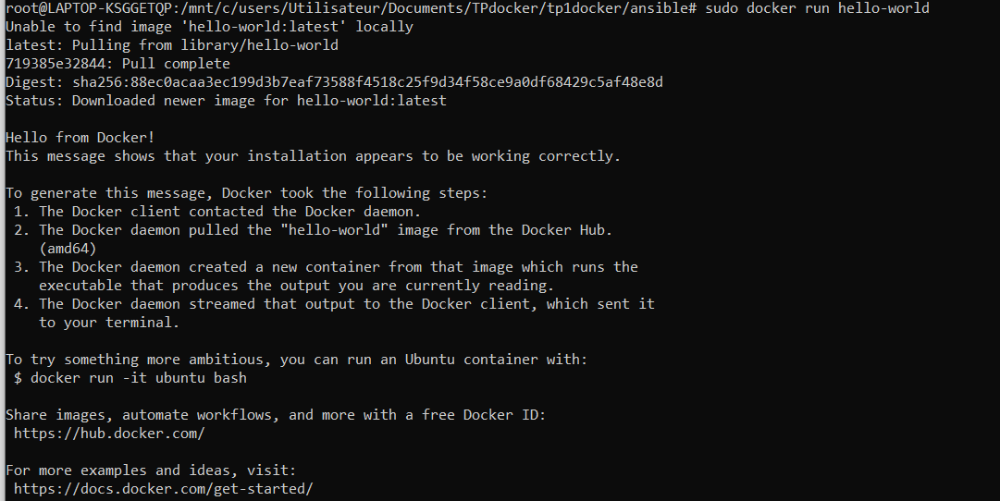 root@LAPTOP-KSGGETQP:/mnt/c/users/Utilisateur/Documents/TPdocker/tp1docker/ansible# sudo docker run hello-world
Unable to find image 'hello-world:latest' locally
latest: Pulling from library/hello-world
719385e32844: Pull complete
Digest: sha256:88ec0acaa3ec199d3b7eaf73588f4518c25f9d34f58ce9a0df68429c5af48e8d
Status: Downloaded newer image for hello-world:latest

Hello from Docker!
This message shows that your installation appears to be working correctly.

To generate this message, Docker took the following steps:
 1. The Docker client contacted the Docker daemon.
 2. The Docker daemon pulled the "hello-world" image from the Docker Hub.
    (amd64)
 3. The Docker daemon created a new container from that image which runs the
    executable that produces the output you are currently reading.
 4. The Docker daemon streamed that output to the Docker client, which sent it
    to your terminal.

To try something more ambitious, you can run an Ubuntu container with:
 $ docker run -it ubuntu bash

Share images, automate workflows, and more with a free Docker ID:
 https://hub.docker.com/

For more examples and ideas, visit:
 https://docs.docker.com/get-started/